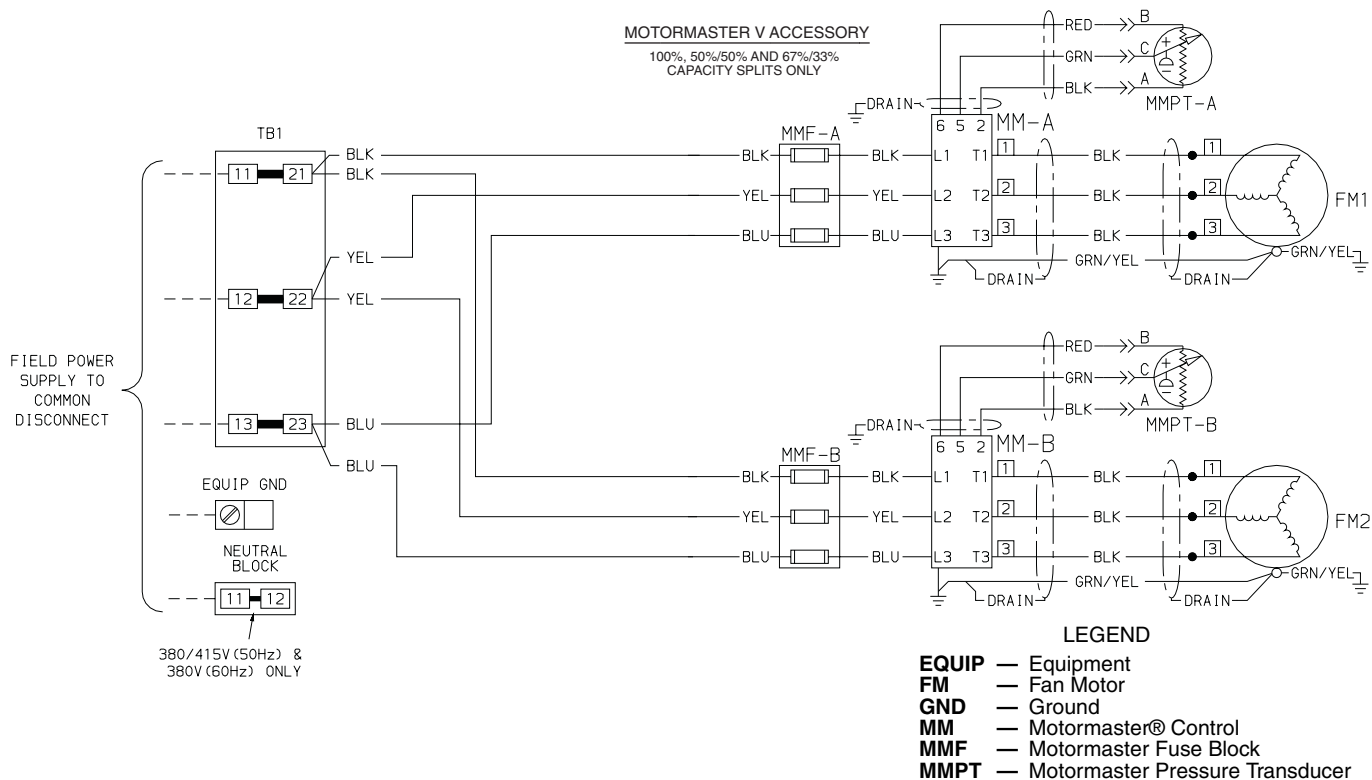 MOTORMASTER V ACCESSORY
100%, 50%/50% AND 67%/33%
CAPACITY SPLITS ONLY
RED B
GRN C
BLK A
MMPT-A
DRAIN
6 5 2 MM-A
TB1
MMF-A
BLK
11 21 BLK
BLK BLK L1 T1 1 BLK 1
YEL YEL L2 T2 2 BLK 2 FM1
BLU BLU L3 T3 3 BLK 3
GRN/YEL GRN/YEL
DRAIN DRAIN
YEL
12 22 YEL
FIELD POWER
SUPPLY TO
COMMON
DISCONNECT
RED B
GRN C
BLK A
MMPT-B
DRAIN
6 5 2 MM-B
13 23 BLU
BLU
MMF-B
BLK BLK L1 T1 1 BLK 1
YEL YEL L2 T2 2 BLK 2 FM2
BLU BLU L3 T3 3 BLK 3
GRN/YEL GRN/YEL
DRAIN DRAIN
EQUIP GND
NEUTRAL
BLOCK
11 12
380/415V(50Hz) &
380V(60Hz) ONLY
LEGEND
EQUIP — Equipment
FM — Fan Motor
GND — Ground
MM — Motormaster® Control
MMF — Motormaster Fuse Block
MMPT — Motormaster Pressure Transducer